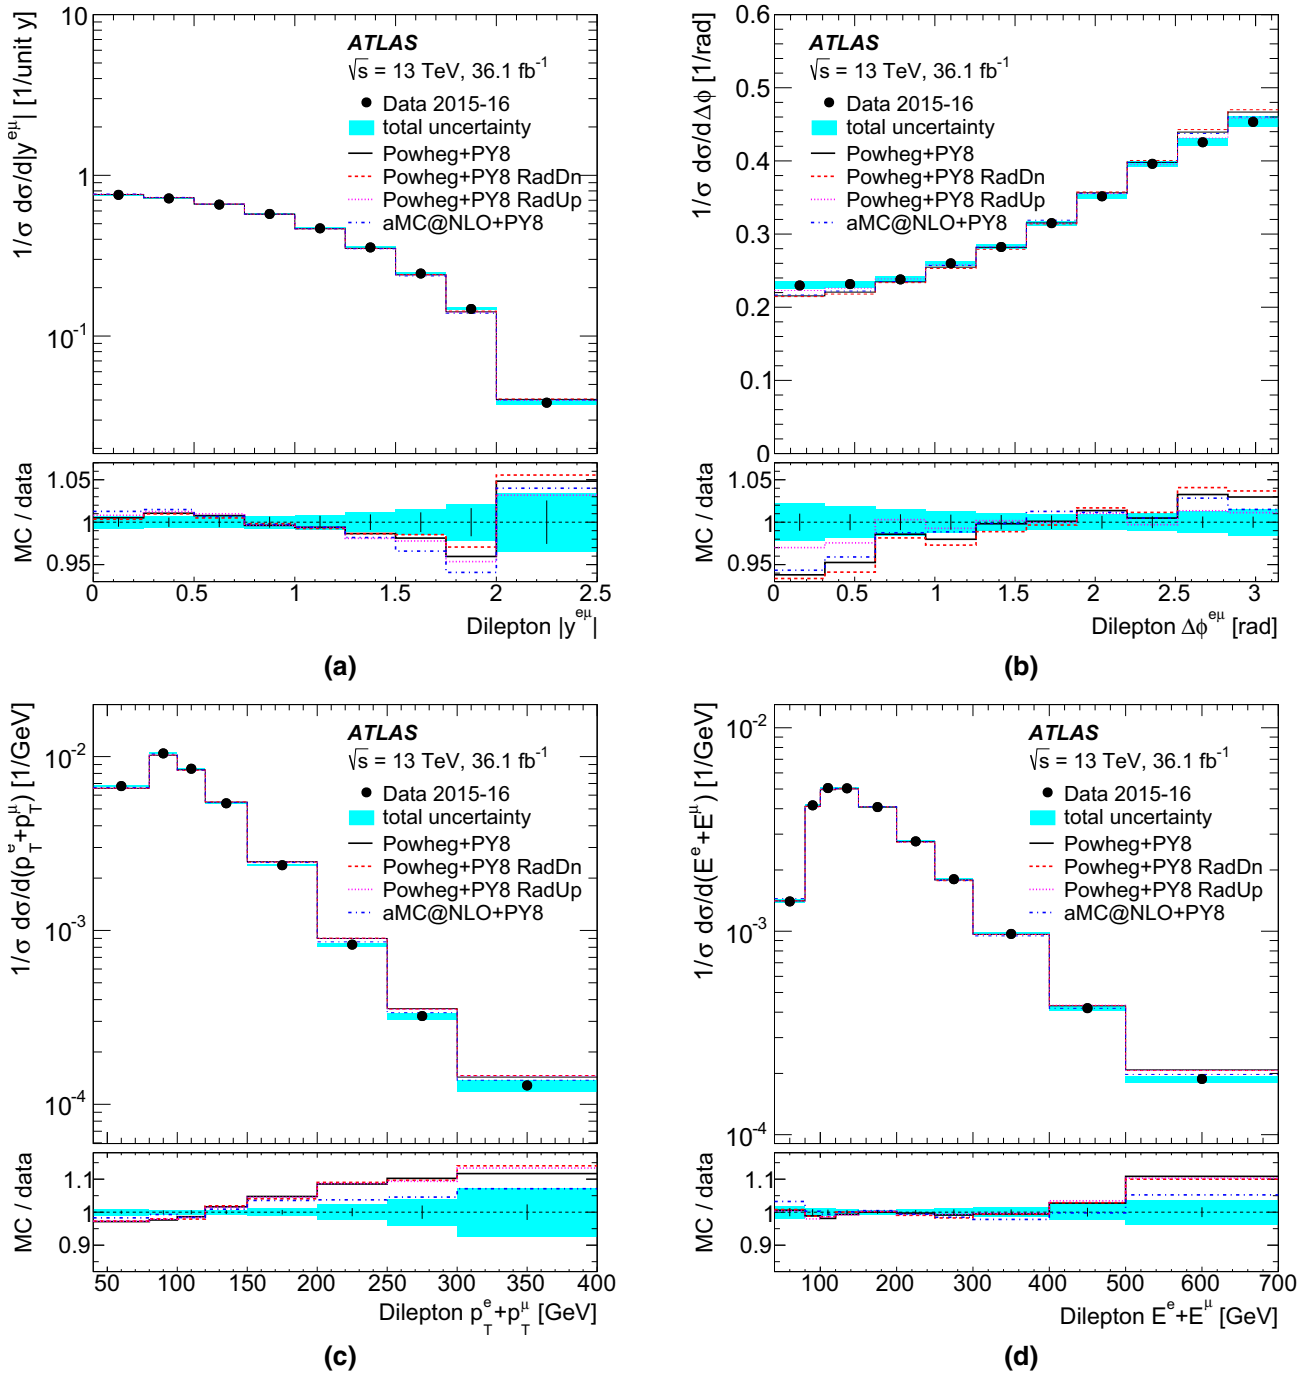 1/σ dσ/d|y^eμ| [1/unit y]
10
1
10^-1
ATLAS
√s = 13 TeV, 36.1 fb^-1
Data 2015-16
total uncertainty
Powheg+PY8
Powheg+PY8 RadDn
Powheg+PY8 RadUp
aMC@NLO+PY8
MC / data
1.05
1
0.95
0 0.5 1 1.5 2 2.5
Dilepton |y^eμ|
(a)
1/σ dσ/dΔϕ [1/rad]
0.6
0.5
0.4
0.3
0.2
0.1
0
ATLAS
√s = 13 TeV, 36.1 fb^-1
Data 2015-16
total uncertainty
Powheg+PY8
Powheg+PY8 RadDn
Powheg+PY8 RadUp
aMC@NLO+PY8
MC / data
1.05
1
0.95
0 0.5 1 1.5 2 2.5 3
Dilepton Δϕ^eμ [rad]
(b)
1/σ dσ/d(p_T^e+p_T^μ) [1/GeV]
10^-2
10^-3
10^-4
ATLAS
√s = 13 TeV, 36.1 fb^-1
Data 2015-16
total uncertainty
Powheg+PY8
Powheg+PY8 RadDn
Powheg+PY8 RadUp
aMC@NLO+PY8
MC / data
1.1
1
0.9
50 100 150 200 250 300 350 400
Dilepton p_T^e+p_T^μ [GeV]
(c)
1/σ dσ/d(E^e+E^μ) [1/GeV]
10^-2
10^-3
10^-4
ATLAS
√s = 13 TeV, 36.1 fb^-1
Data 2015-16
total uncertainty
Powheg+PY8
Powheg+PY8 RadDn
Powheg+PY8 RadUp
aMC@NLO+PY8
MC / data
1.1
1
0.9
100 200 300 400 500 600 700
Dilepton E^e+E^μ [GeV]
(d)